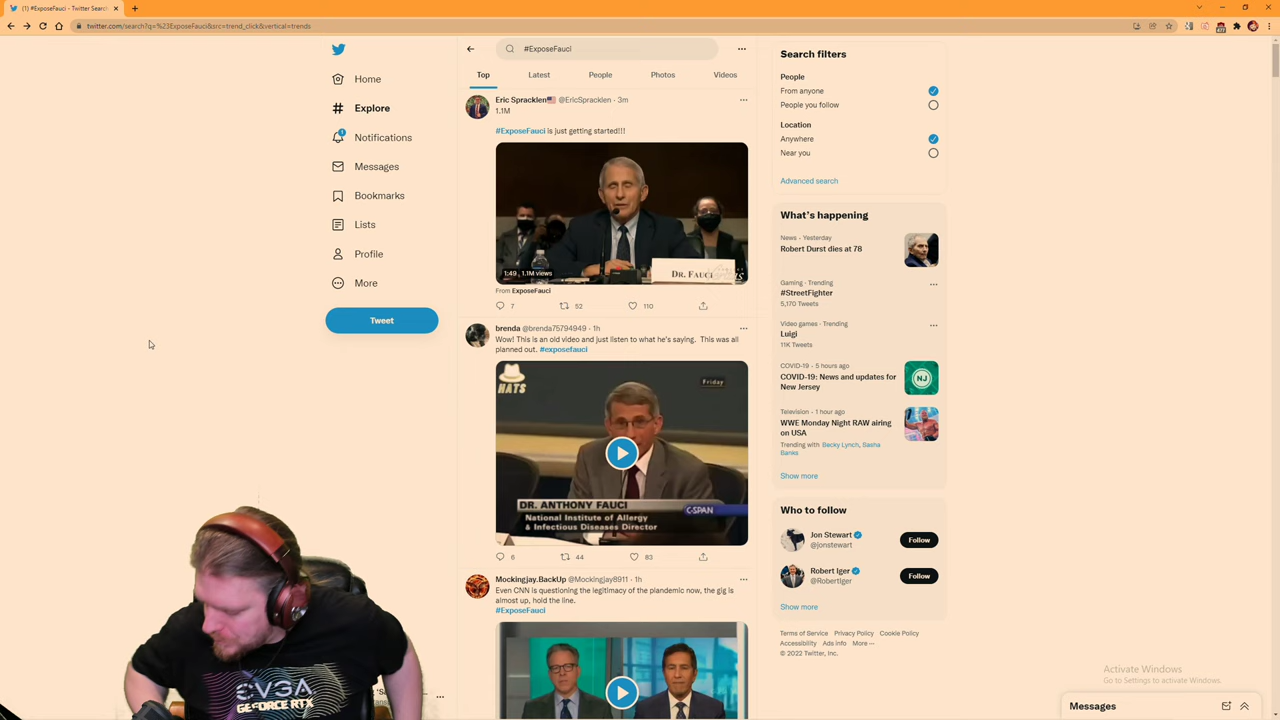 (1) #ExposeFauci - Twitter Search
twitter.com/search?q=%23ExposeFauci&src=trend_click&vertical=trends
#ExposeFauci
Top
Latest
People
Photos
Videos
Home
Explore
1
Notifications
Messages
Bookmarks
Lists
Profile
More
Tweet
Eric Spracklen🇺🇸 @EricSpracklen · 3m
1.1M
#ExposeFauci is just getting started!!!
DR. FAUCI
1:49 , 1.1M views
From ExposeFauci
7
52
110
brenda @brenda75794949 · 1h
Wow! This is an old video and just listen to what he's saying. This was all
planned out. #exposefauci
HATS
Friday
DR. ANTHONY FAUCI
National Institute of Allergy
& Infectious Diseases Director
C-SPAN
6
44
83
Mockingjay.BackUp @Mockingjay8911 · 1h
Even CNN is questioning the legitimacy of the pandemic now, the gig is
almost up, hold the line.
#ExposeFauci
Search filters
People
From anyone
People you follow
Location
Anywhere
Near you
Advanced search
What's happening
News · Yesterday
Robert Durst dies at 78
Gaming · Trending
#StreetFighter
5,170 Tweets
Video games · Trending
Luigi
11K Tweets
COVID-19 · 5 hours ago
COVID-19: News and updates for
New Jersey
NJ
Television · 1 hour ago
WWE Monday Night RAW airing
on USA
Trending with Becky Lynch, Sasha
Banks
Show more
Who to follow
Jon Stewart
@jonstewart
Follow
Robert Iger
@RobertIger
Follow
Show more
Terms of Service Privacy Policy Cookie Policy
Accessibility Ads info More ···
© 2022 Twitter, Inc.
Activate Windows
Go to Settings to activate Windows.
Messages
EVGA
GEFORCE RTX